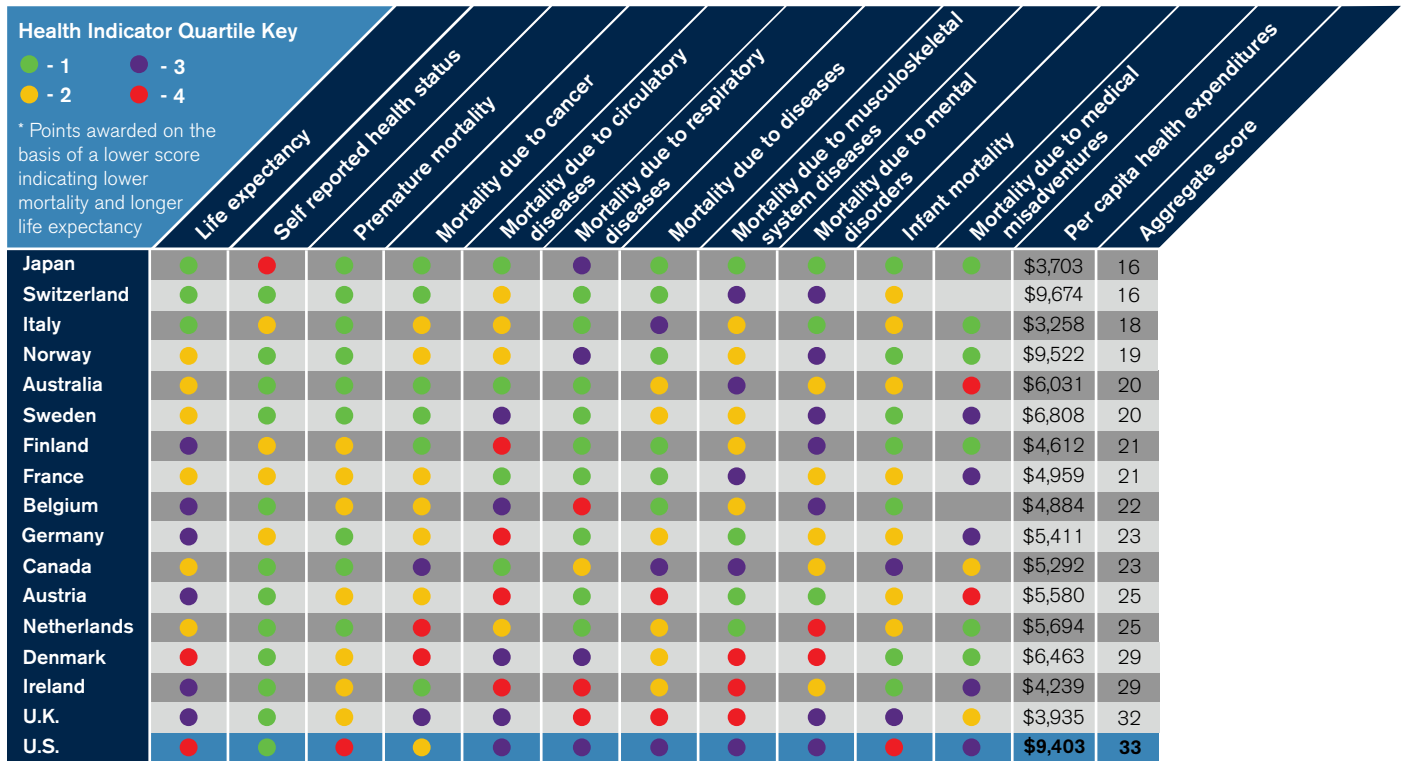 Health Indicator Quartile Key
- 1
- 3
- 2
- 4
* Points awarded on the
basis of a lower score
indicating lower
mortality and longer
life expectancy
Life expectancy
Self reported health status
Premature mortality
Mortality due to cancer
Mortality due to circulatory
diseases
Mortality due to respiratory
diseases
Mortality due to diseases
Mortality due to musculoskeletal
system diseases
Mortality due to mental
disorders
Infant mortality
Mortality due to medical
misadventures
Per capita health expenditures
Aggregate score
Japan $3,703 16
Switzerland $9,674 16
Italy $3,258 18
Norway $9,522 19
Australia $6,031 20
Sweden $6,808 20
Finland $4,612 21
France $4,959 21
Belgium $4,884 22
Germany $5,411 23
Canada $5,292 23
Austria $5,580 25
Netherlands $5,694 25
Denmark $6,463 29
Ireland $4,239 29
U.K. $3,935 32
U.S. $9,403 33